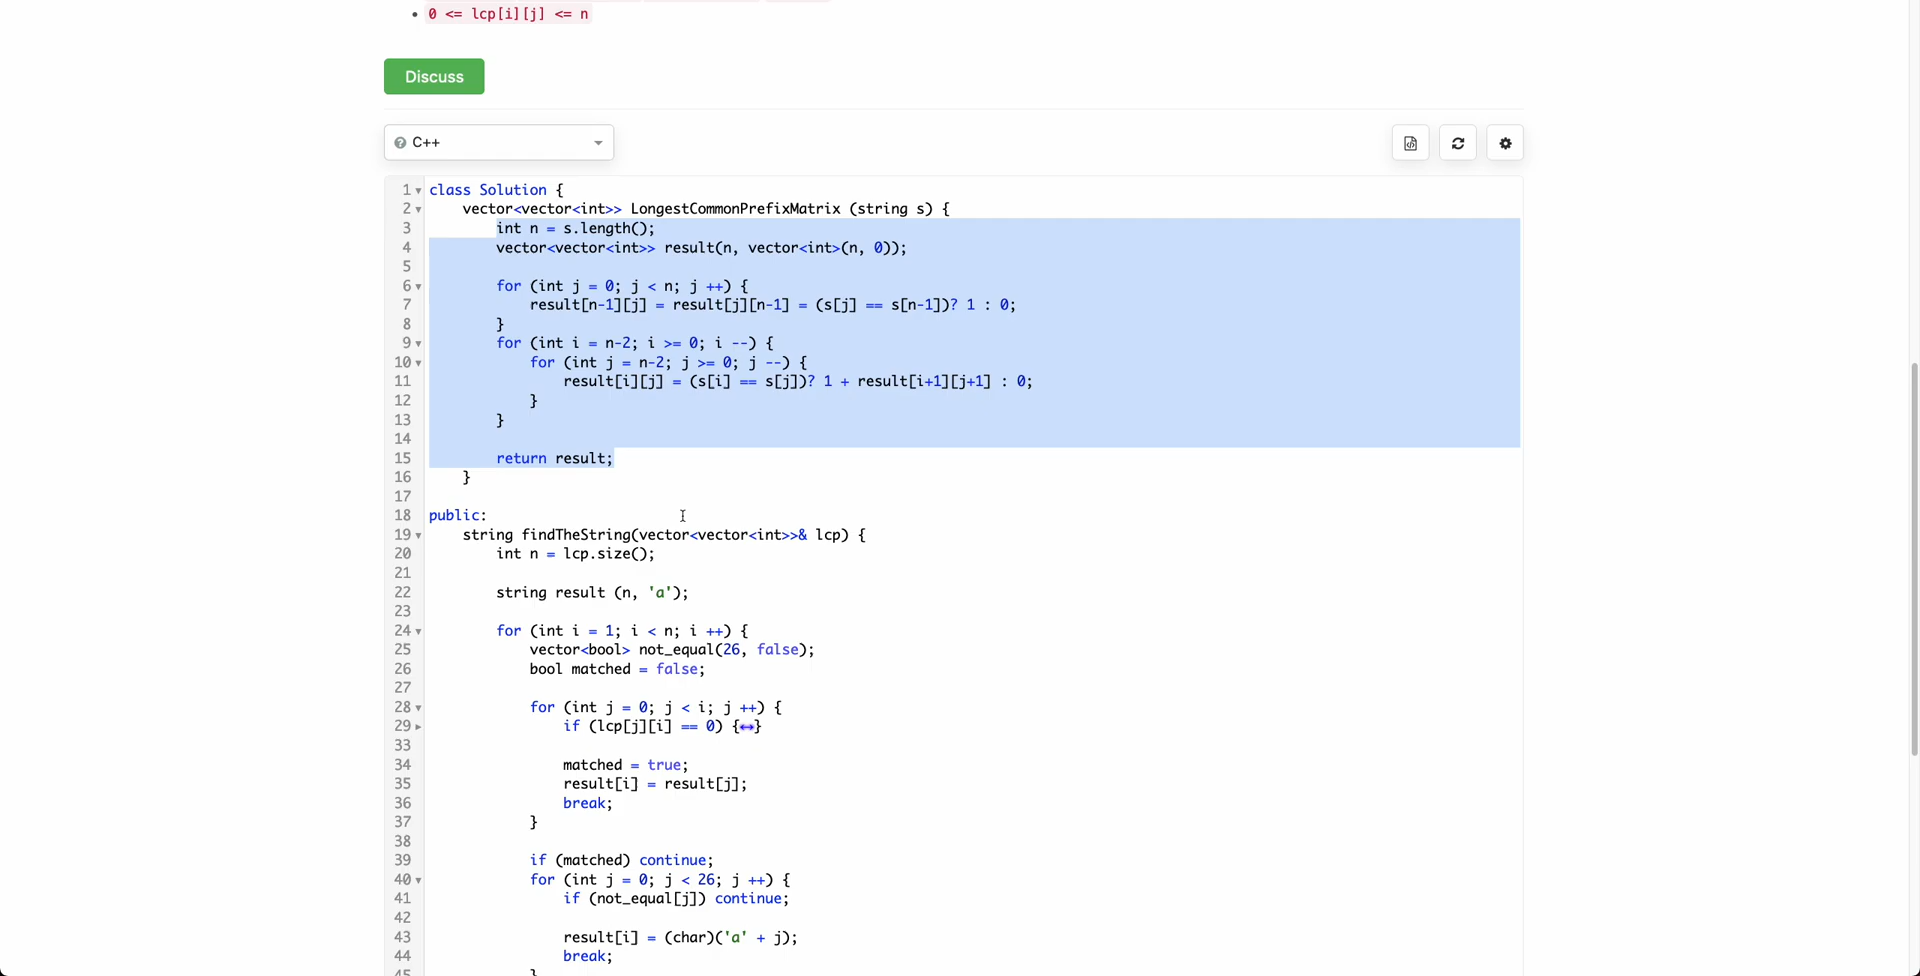 0 <= lcp[i][j] <= n
Discuss
C++
1 class Solution {
2 vector<vector<int>> LongestCommonPrefixMatrix (string s) {
3 int n = s.length();
4 vector<vector<int>> result(n, vector<int>(n, 0));
5
6 for (int j = 0; j < n; j ++) {
7 result[n-1][j] = result[j][n-1] = (s[j] == s[n-1])? 1 : 0;
8 }
9 for (int i = n-2; i >= 0; i --) {
10 for (int j = n-2; j >= 0; j --) {
11 result[i][j] = (s[i] == s[j])? 1 + result[i+1][j+1] : 0;
12 }
13 }
14
15 return result;
16 }
17
18 public:
19 string findTheString(vector<vector<int>>& lcp) {
20 int n = lcp.size();
21
22 string result (n, 'a');
23
24 for (int i = 1; i < n; i ++) {
25 vector<bool> not_equal(26, false);
26 bool matched = false;
27
28 for (int j = 0; j < i; j ++) {
29 if (lcp[j][i] == 0) {↔}
33
34 matched = true;
35 result[i] = result[j];
36 break;
37 }
38
39 if (matched) continue;
40 for (int j = 0; j < 26; j ++) {
41 if (not_equal[j]) continue;
42
43 result[i] = (char)('a' + j);
44 break;
45 }